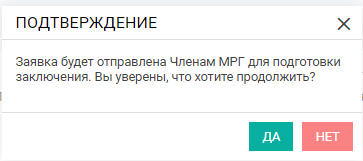 ПОДТВЕРЖДЕНИЕ
Заявка будет отправлена Членам МРГ для подготовки
заключения. Вы уверены, что хотите продолжить?
ДА
НЕТ